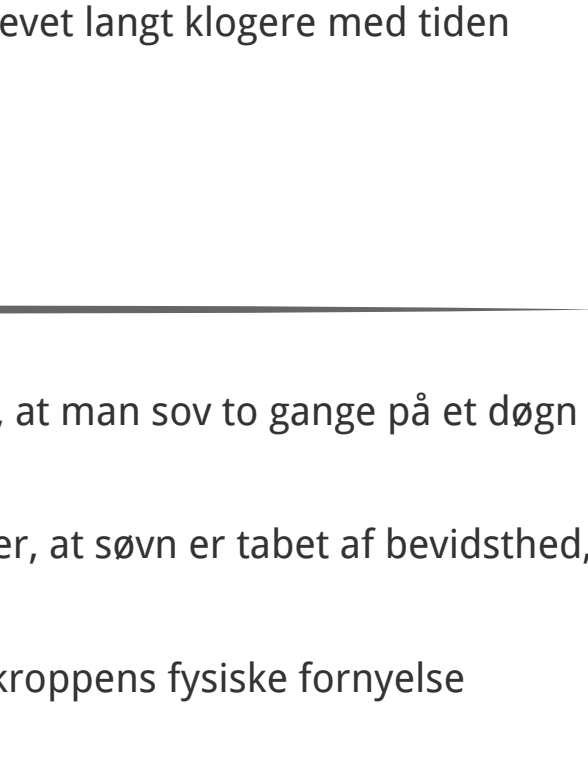 evet langt klogere med tiden
, at man sov to gange på et døgn
er, at søvn er tabet af bevidsthed,
kroppens fysiske fornyelse